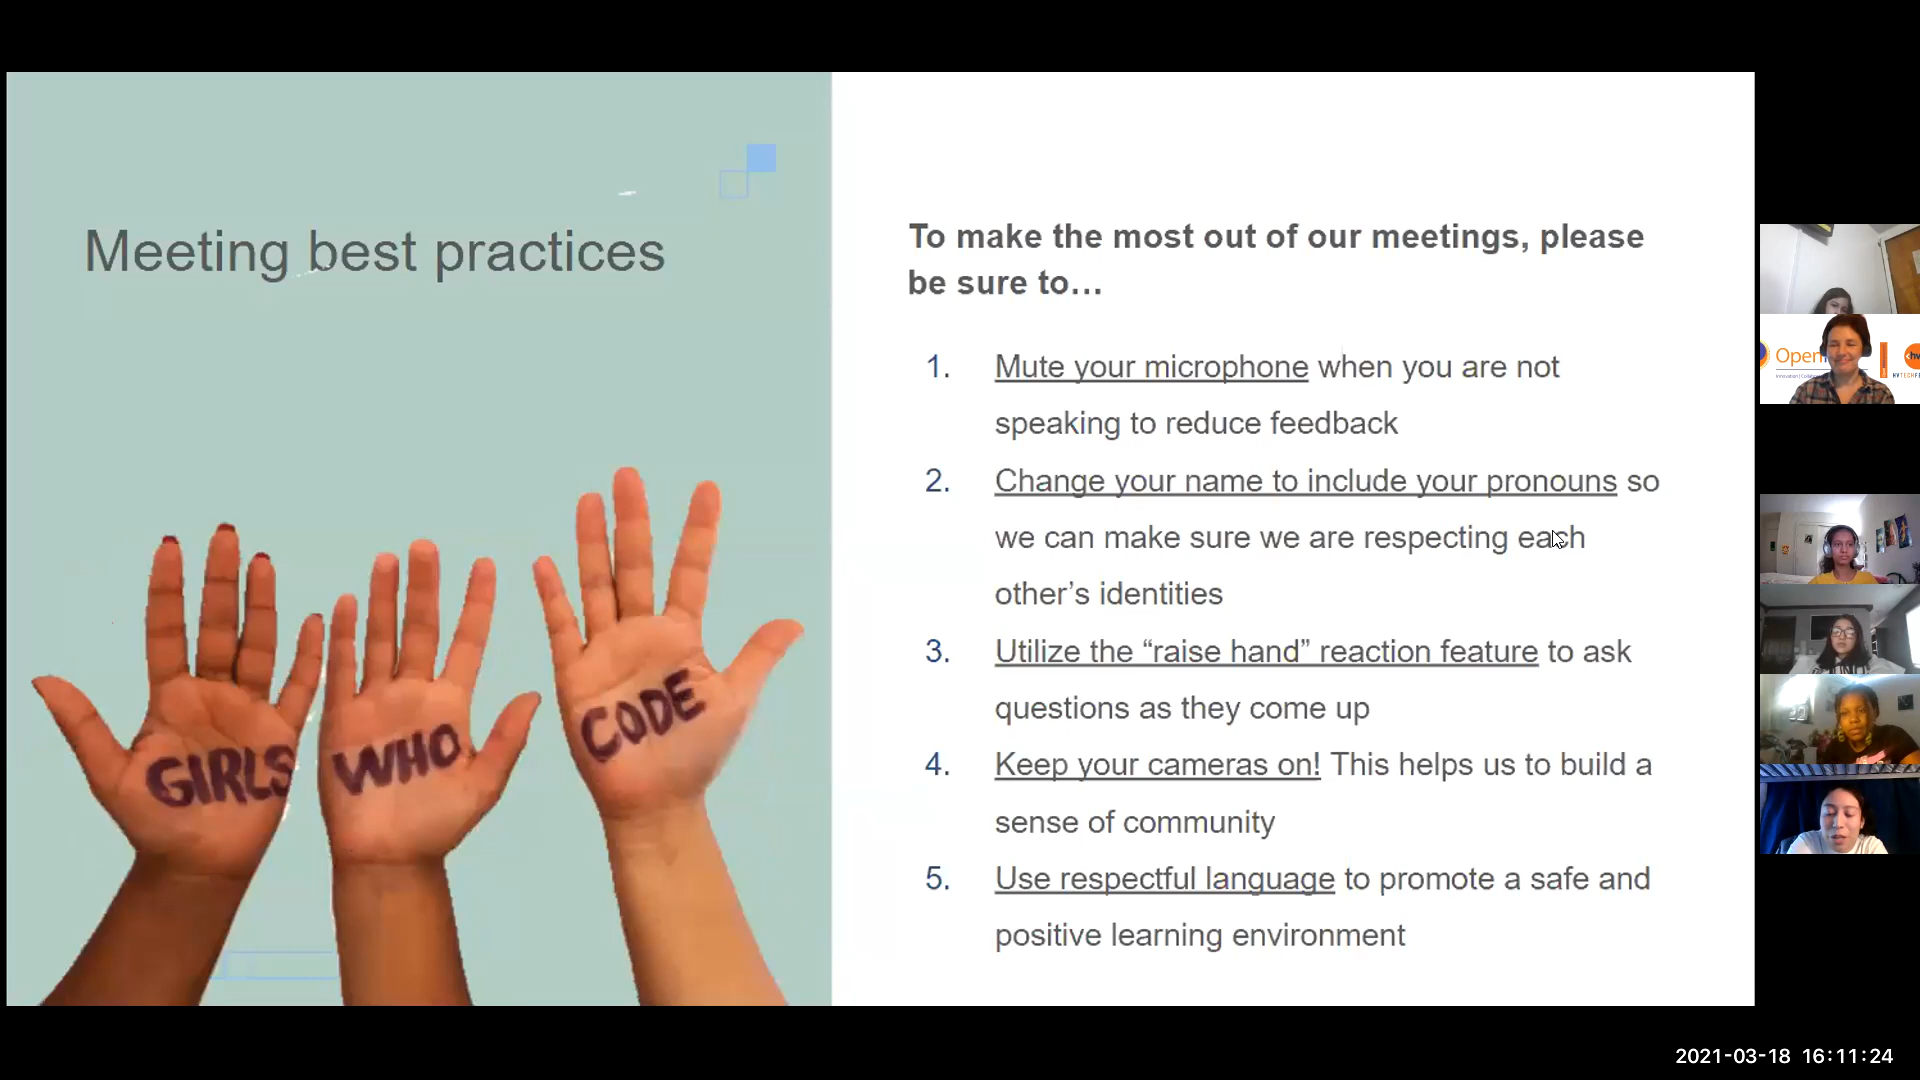 Meeting best practices
GIRLS WHO CODE
To make the most out of our meetings, please
be sure to…
1. Mute your microphone when you are not
speaking to reduce feedback
2. Change your name to include your pronouns so
we can make sure we are respecting each
other’s identities
3. Utilize the “raise hand” reaction feature to ask
questions as they come up
4. Keep your cameras on! This helps us to build a
sense of community
5. Use respectful language to promote a safe and
positive learning environment
Open
2021-03-18 16:11:24